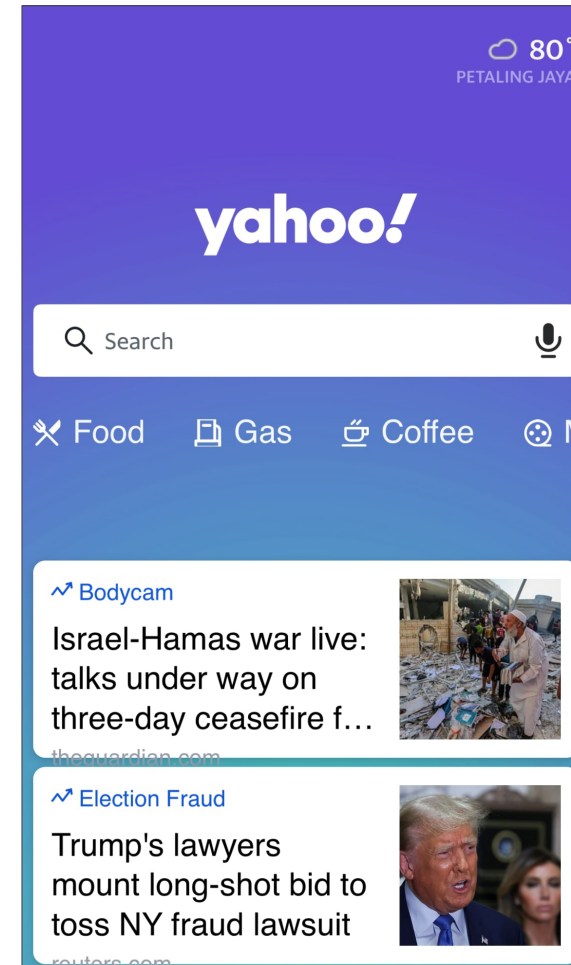 80°
PETALING JAYA
yahoo!
Search
Food Gas Coffee
Bodycam
Israel-Hamas war live:
talks under way on
three-day ceasefire f...
theguardian.com
Election Fraud
Trump's lawyers
mount long-shot bid to
toss NY fraud lawsuit
reuters.com